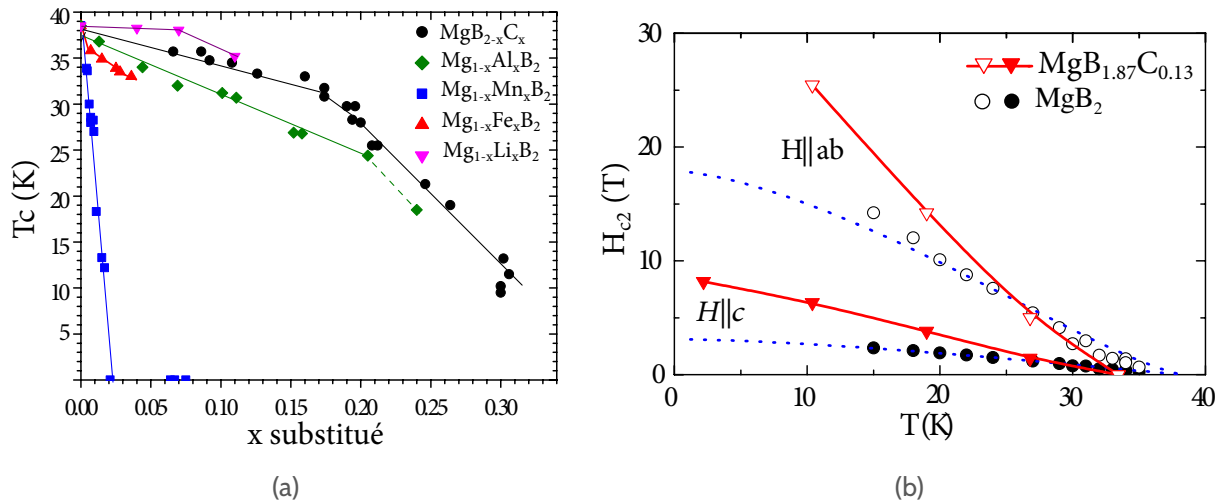 40
35
30
25
20
15
10
5
0
Tc (K)
MgB₂₋ₓCₓ
Mg₁₋ₓAlₓB₂
Mg₁₋ₓMnₓB₂
Mg₁₋ₓFeₓB₂
Mg₁₋ₓLiₓB₂
0.00 0.05 0.10 0.15 0.20 0.25 0.30
x substitué
(a)
30
20
10
0
H_c2 (T)
MgB₁.₈₇C₀.₁₃
MgB₂
H||ab
H||c
0 10 20 30 40
T(K)
(b)